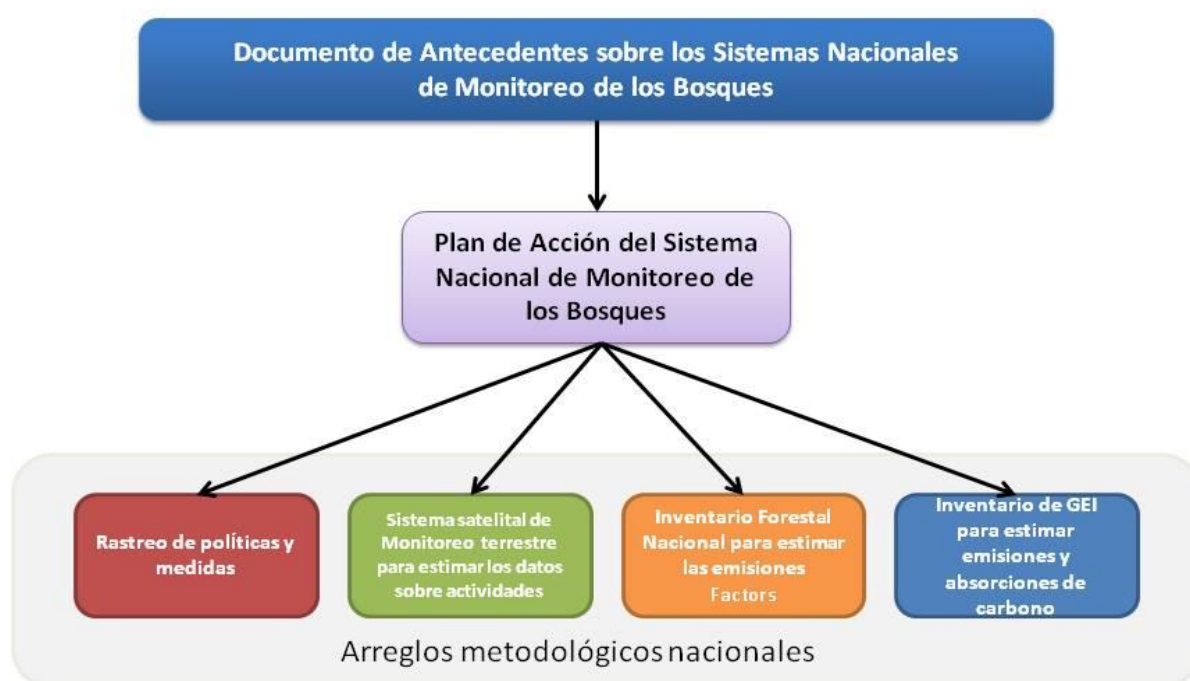 Documento de Antecedentes sobre los Sistemas Nacionales
de Monitoreo de los Bosques
Plan de Acción del Sistema
Nacional de Monitoreo de
los Bosques
Rastreo de políticas y
medidas
Sistema satelital de
Monitoreo terrestre
para estimar los datos
sobre actividades
Inventario Forestal
Nacional para estimar
las emisiones
Factors
Inventario de GEI
para estimar
emisiones y
absorciones de
carbono
Arreglos metodológicos nacionales